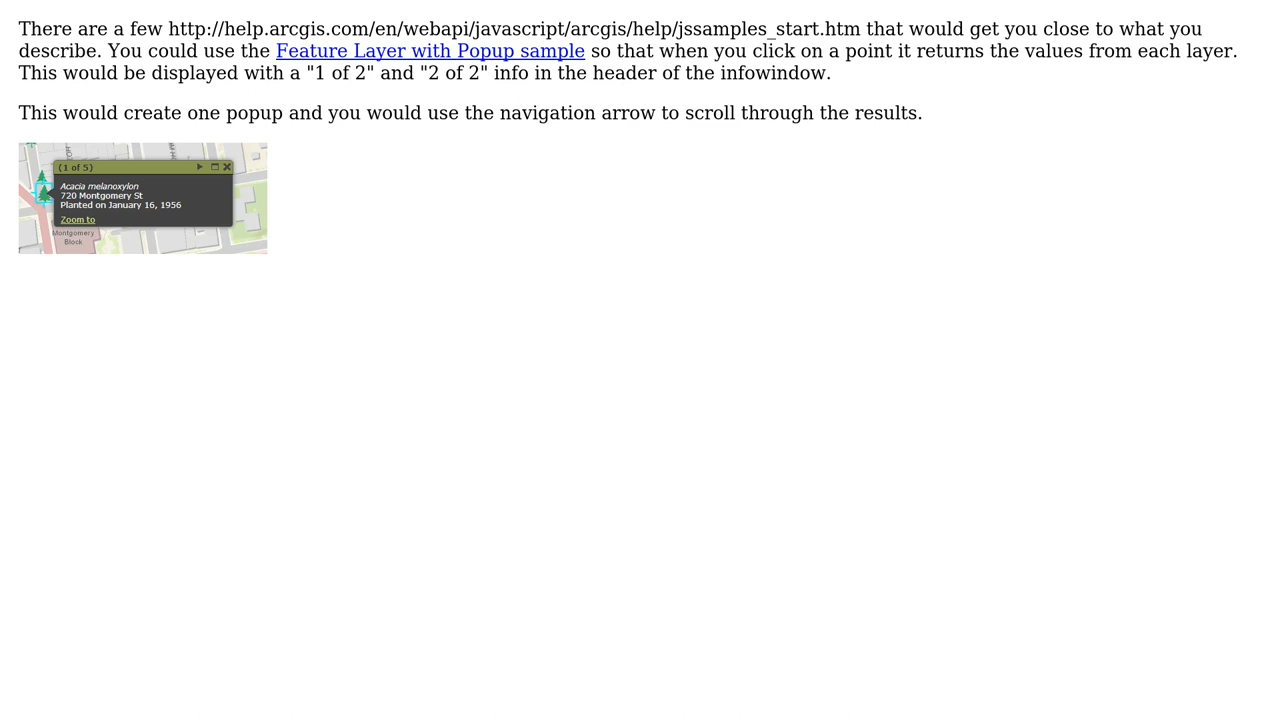 There are a few http://help.arcgis.com/en/webapi/javascript/arcgis/help/jssamples_start.htm that would get you close to what you
describe. You could use the Feature Layer with Popup sample so that when you click on a point it returns the values from each layer.
This would be displayed with a "1 of 2" and "2 of 2" info in the header of the infowindow.
This would create one popup and you would use the navigation arrow to scroll through the results.
(1 of 5)
Acacia melanoxylon
720 Montgomery St
Planted on January 16, 1956
Zoom to
Montgomery
Block